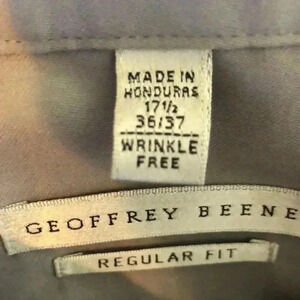 MADE IN
HONDURAS
17½
36/37
WRINKLE
FREE
GEOFFREY BEENE
REGULAR FIT